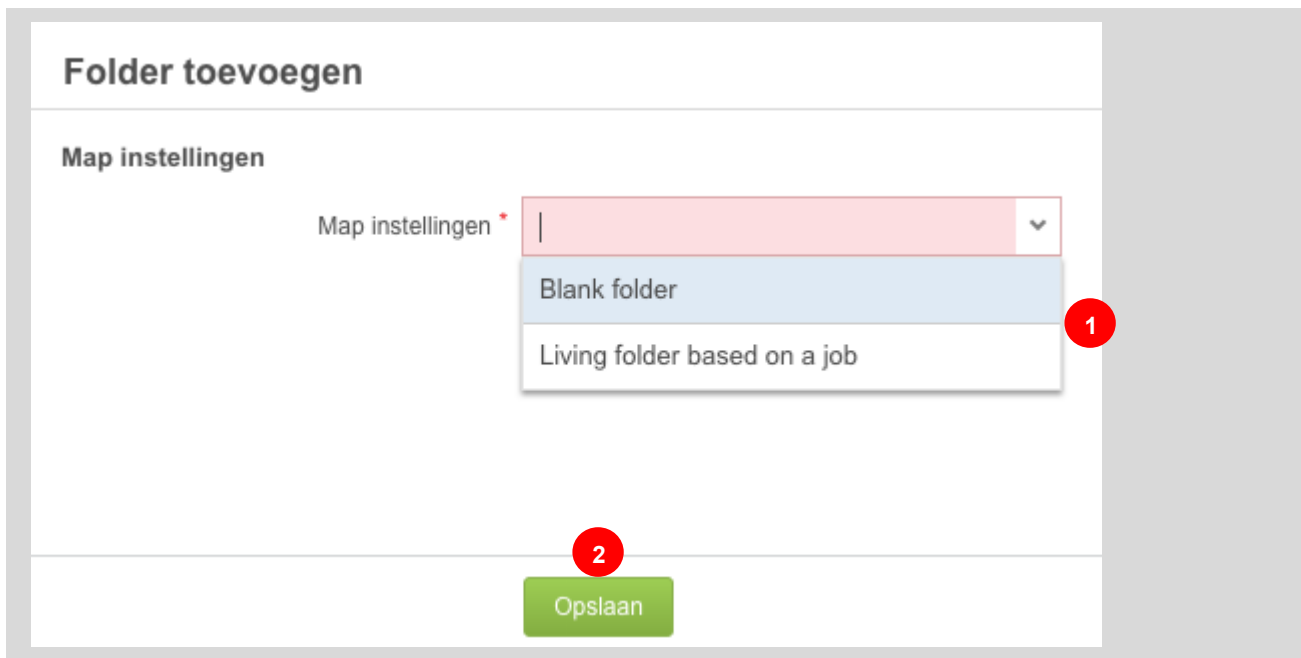 Folder toevoegen
Map instellingen
Map instellingen *
Blank folder
1
Living folder based on a job
2
Opslaan